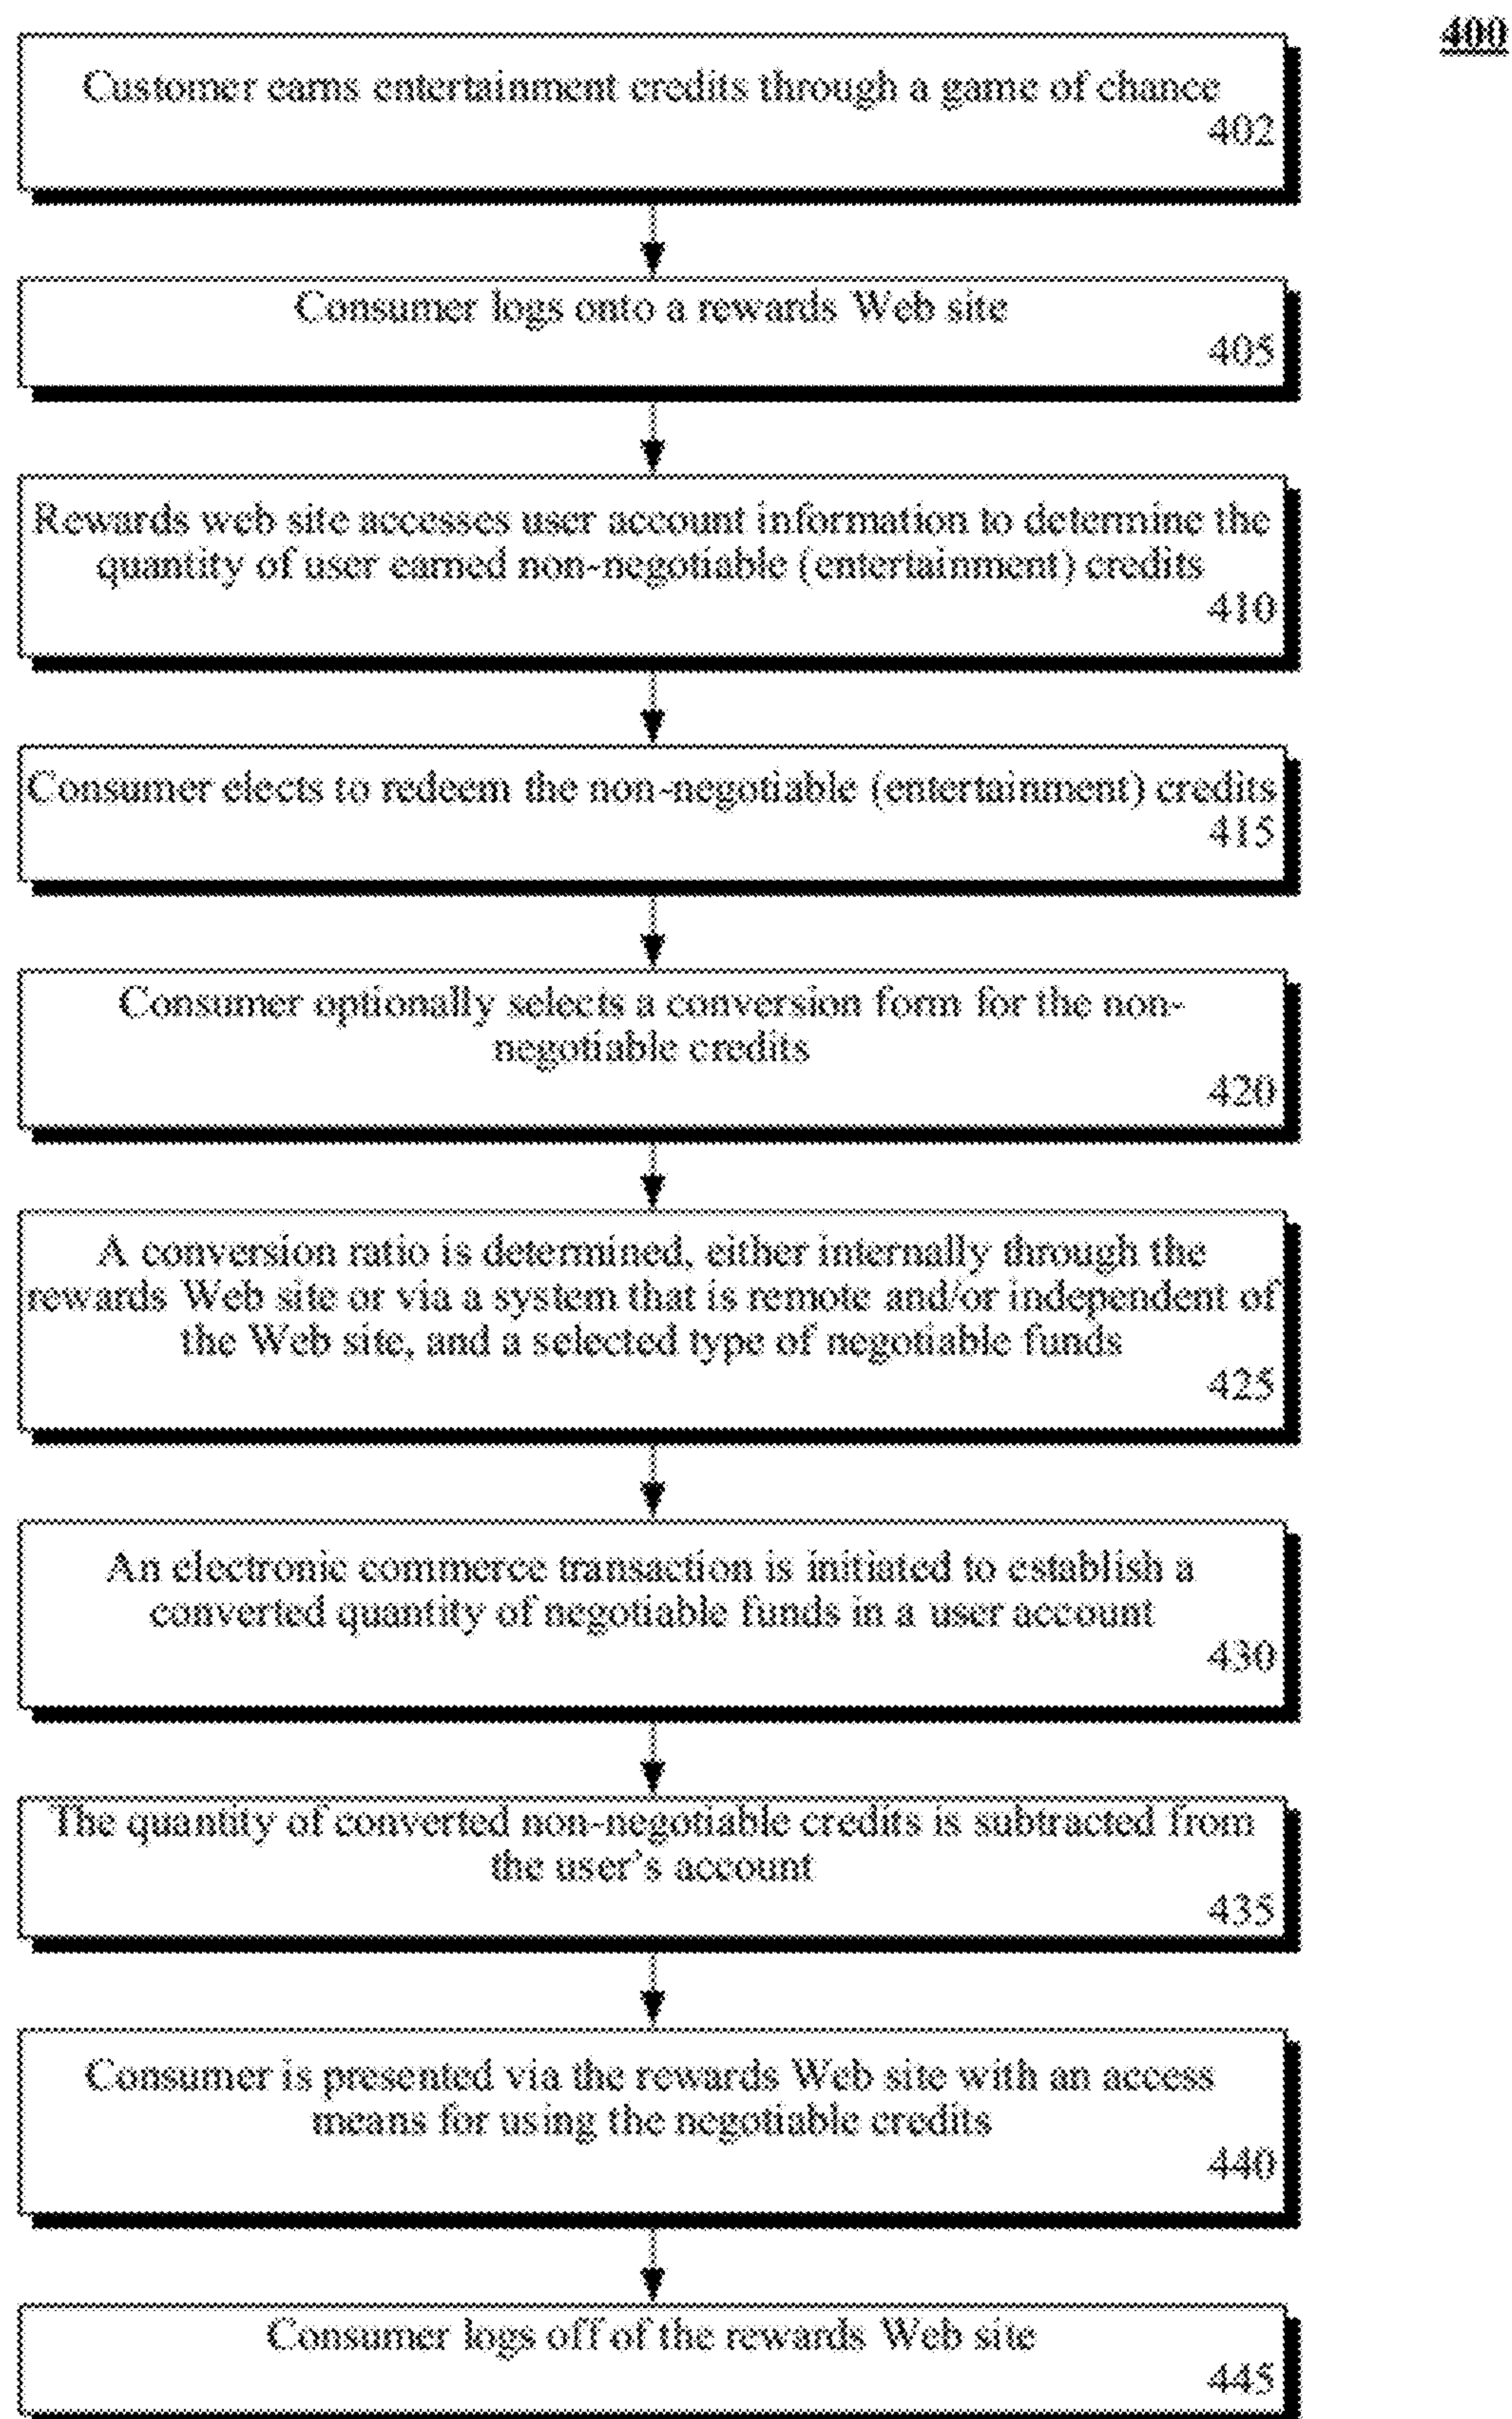 400
Customer earns entertainment credits through a game of chance
402
Consumer logs onto a rewards Web site
405
Rewards web site accesses user account information to determine the
quantity of user earned non-negotiable (entertainment) credits
410
Consumer elects to redeem the non-negotiable (entertainment) credits
415
Consumer optionally selects a conversion form for the non-
negotiable credits
420
A conversion ratio is determined, either internally through the
rewards Web site or via a system that is remote and/or independent of
the Web site, and a selected type of negotiable funds
425
An electronic commerce transaction is initiated to establish a
converted quantity of negotiable funds in a user account
430
The quantity of converted non-negotiable credits is subtracted from
the user's account
435
Consumer is presented via the rewards Web site with an access
means for using the negotiable credits
440
Consumer logs off of the rewards Web site
445